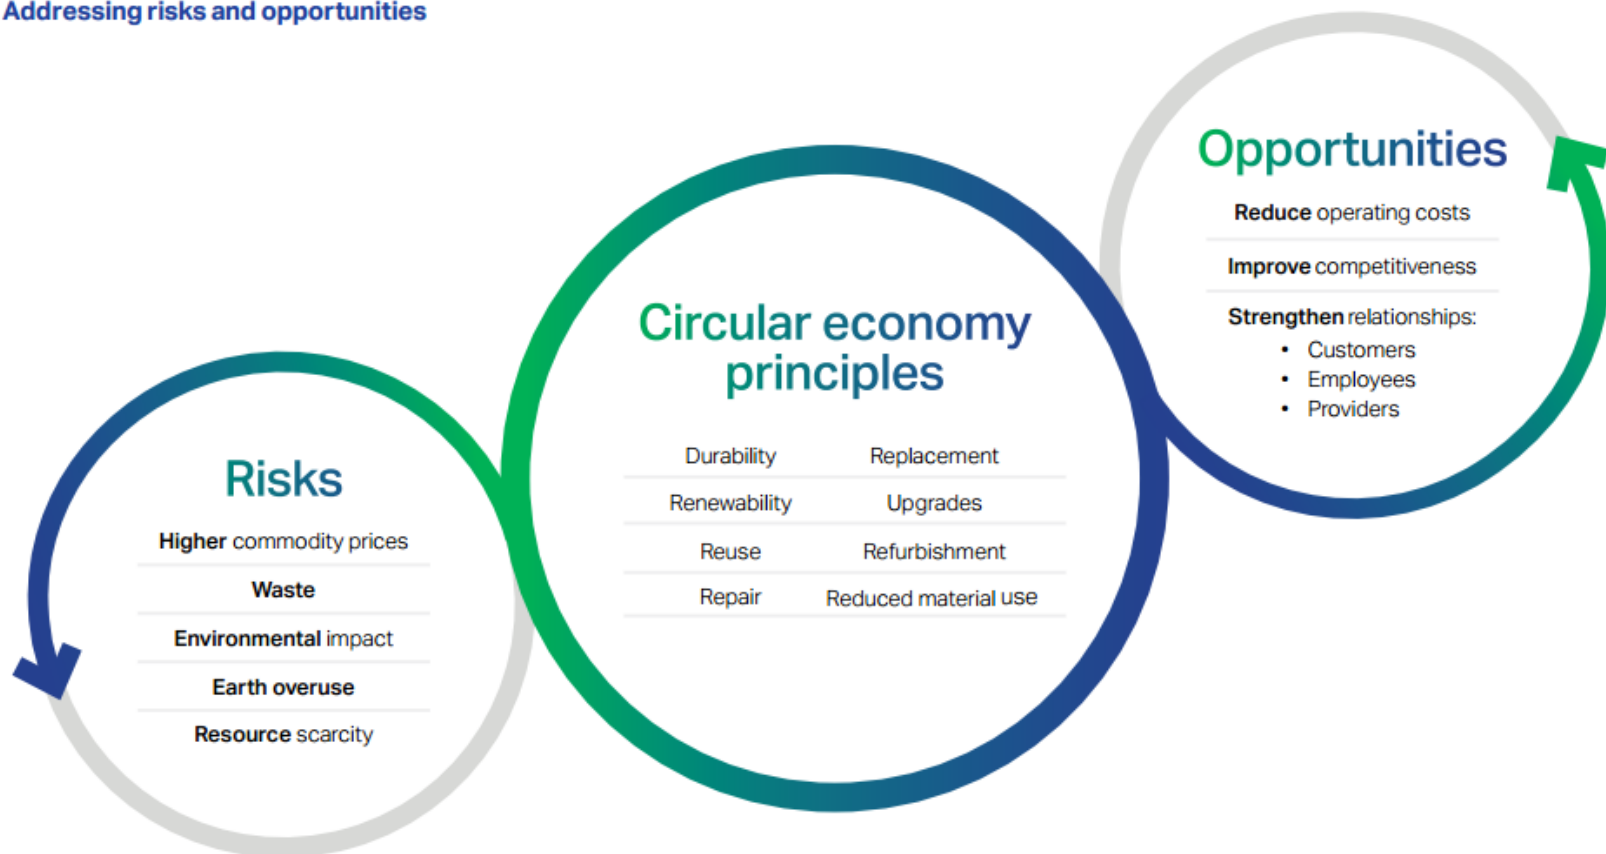 Addressing risks and opportunities
Risks
Higher commodity prices
Waste
Environmental impact
Earth overuse
Resource scarcity
Circular economy
principles
Durability Replacement
Renewability Upgrades
Reuse Refurbishment
Repair Reduced material use
Opportunities
Reduce operating costs
Improve competitiveness
Strengthen relationships:
• Customers
• Employees
• Providers